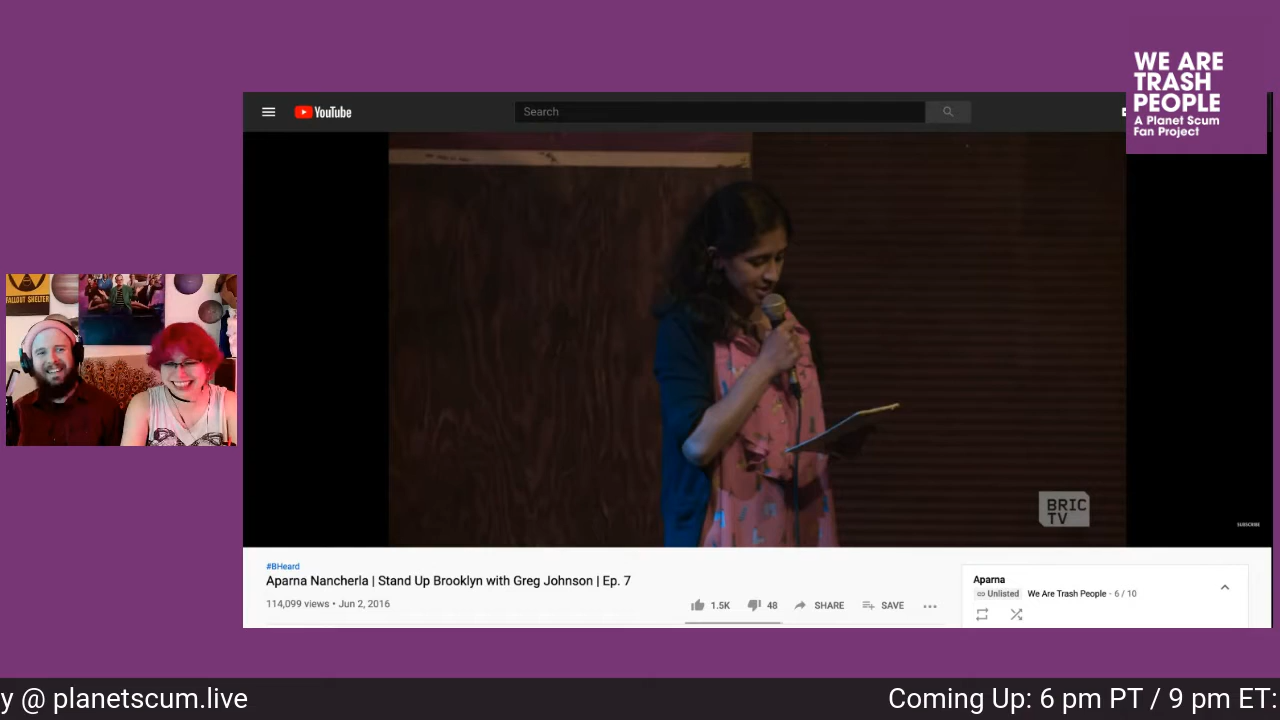 WE ARE
TRASH
PEOPLE
A Planet Scum
Fan Project
YouTube
Search
FALLOUT SHELTER
BRIC
TV
SUBSCRIBE
#BHeard
Aparna Nancherla | Stand Up Brooklyn with Greg Johnson | Ep. 7
114,099 views • Jun 2, 2016
1.5K
48
SHARE
SAVE
Aparna
Unlisted We Are Trash People - 6 / 10
y @ planetscum.live
Coming Up: 6 pm PT / 9 pm ET: